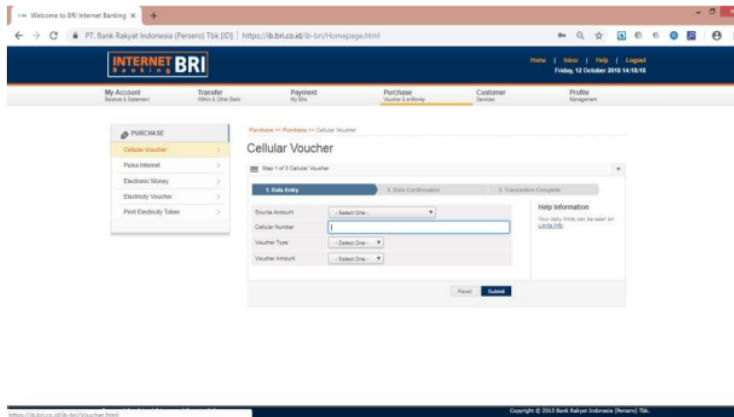 Welcome to BRI Internet Banking
PT. Bank Rakyat Indonesia (Persero) Tbk [ID] | https://ib.bri.co.id/ib-bri/Homepage.html
INTERNET BRI
Banking
Home | Inbox | Help | Logout
Friday, 12 October 2018 14:18:18
My Account Transfer Payment Purchase Customer Profile
Balance & Statement Within & Other Bank My Bills Voucher & e-Money Services Management
PURCHASE
Cellular Voucher
Pulsa Internet
Electronic Money
Electricity Voucher
Print Electricity Token
Purchase >> Purchase >> Cellular Voucher
Cellular Voucher
Step 1 of 3 Cellular Voucher
1. Data Entry 2. Data Confirmation 3. Transaction Complete
Source Account - Select One -
Cellular Number
Voucher Type - Select One -
Voucher Amount - Select One -
Help Information
Your daily limits can be seen on
Limits Info
Reset Submit
https://ib.bri.co.id/ib-bri/Voucher.html
Copyright © 2015 Bank Rakyat Indonesia (Persero) Tbk.